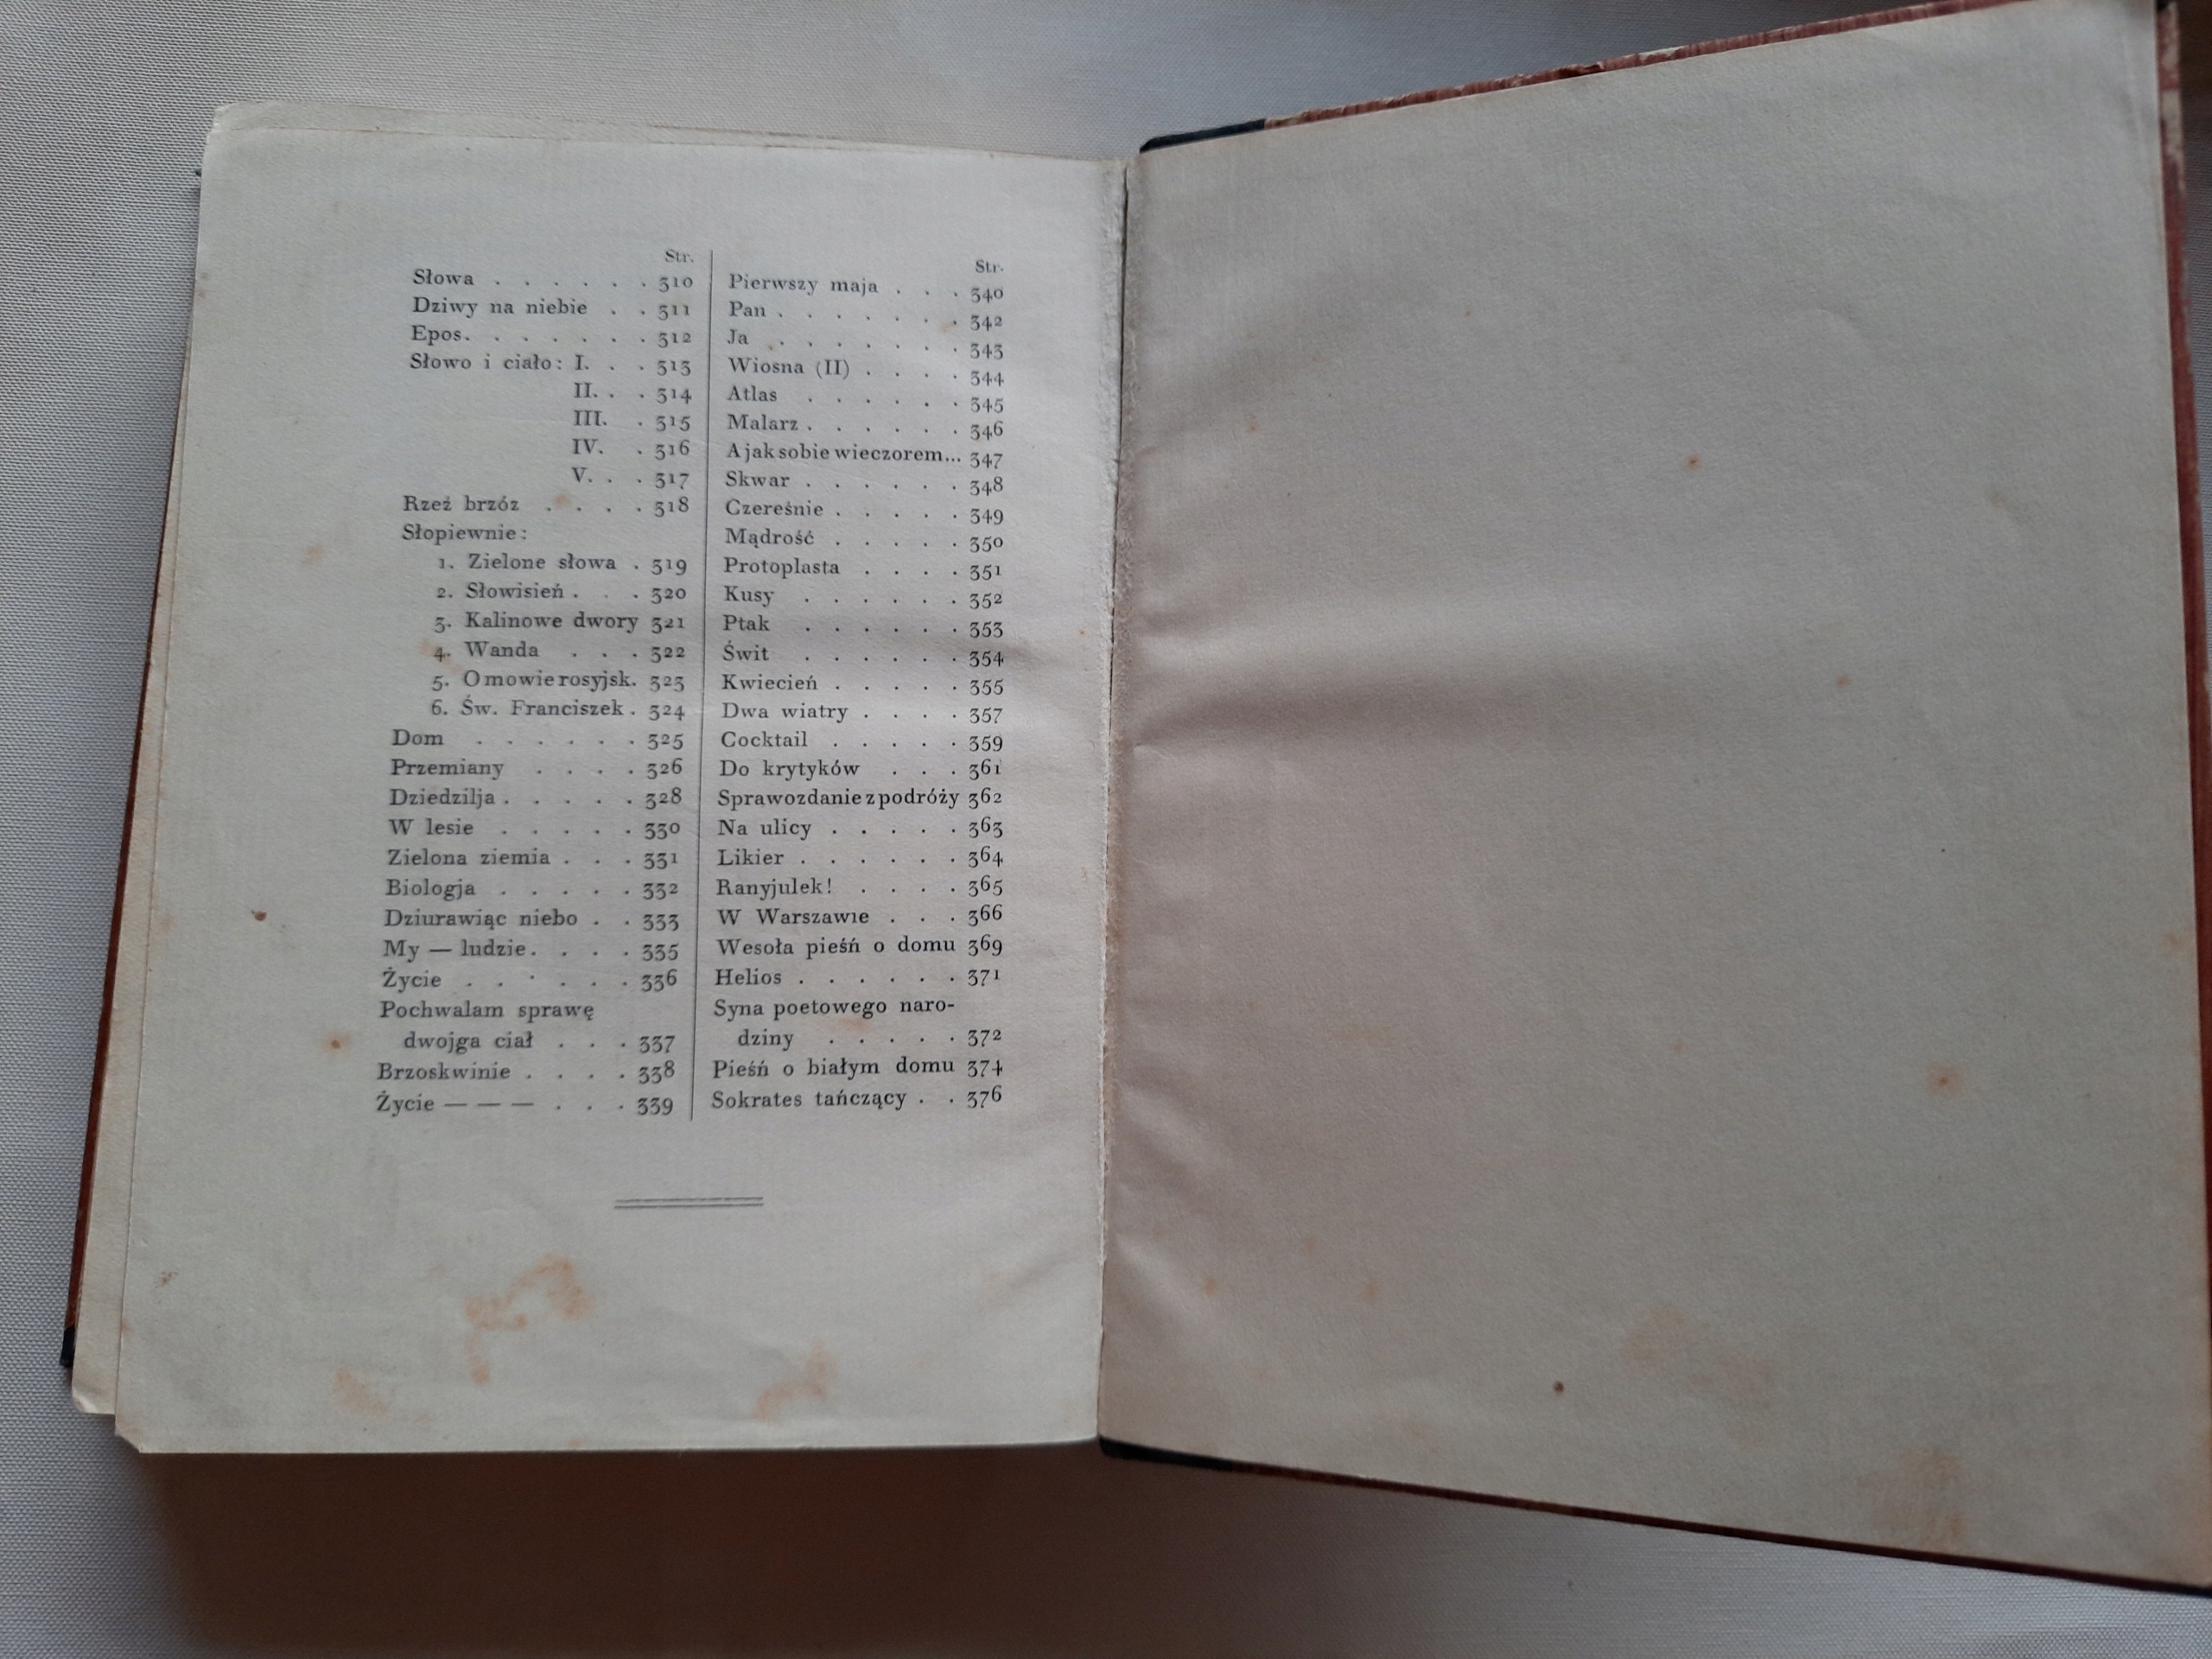 Str.
Słowa . . . . . . 310
Dziwy na niebie . . 311
Epos. . . . . . . 312
Słowo i ciało: I. . . 313
II. . . 314
III. . 315
IV. . 316
V. . . 317
Rzeź brzóz . . . . 318
Słopiewnie:
1. Zielone słowa . 319
2. Słowisień . . . 320
3. Kalinowe dwory 321
4. Wanda . . . 322
5. O mowie rosyjsk. 323
6. Św. Franciszek . 324
Dom . . . . . . 325
Przemiany . . . . 326
Dziedzilja . . . . . 328
W lesie . . . . . 330
Zielona ziemia . . . 331
Biologja . . . . . 332
Dziurawiąc niebo . . 333
My — ludzie. . . . 335
Życie . . . . . . 336
Pochwalam sprawę
dwojga ciał . . . 337
Brzoskwinie . . . . 338
Życie — — — . . . 339
Str.
Pierwszy maja . . . 340
Pan . . . . . . . 342
Ja . . . . . . . 343
Wiosna (II) . . . . 344
Atlas . . . . . . 345
Malarz . . . . . . 346
A jak sobie wieczorem... 347
Skwar . . . . . . 348
Czereśnie . . . . . 349
Mądrość . . . . . 350
Protoplasta . . . . 351
Kusy . . . . . . 352
Ptak . . . . . . 353
Świt . . . . . . 354
Kwiecień . . . . . 355
Dwa wiatry . . . . 357
Cocktail . . . . . 359
Do krytyków . . . 361
Sprawozdanie z podróży 362
Na ulicy . . . . . 363
Likier . . . . . . 364
Ranyjulek! . . . . 365
W Warszawie . . . 366
Wesoła pieśń o domu 369
Helios . . . . . . 371
Syna poetowego naro-
dziny . . . . . 372
Pieśń o białym domu 374
Sokrates tańczący . . 376